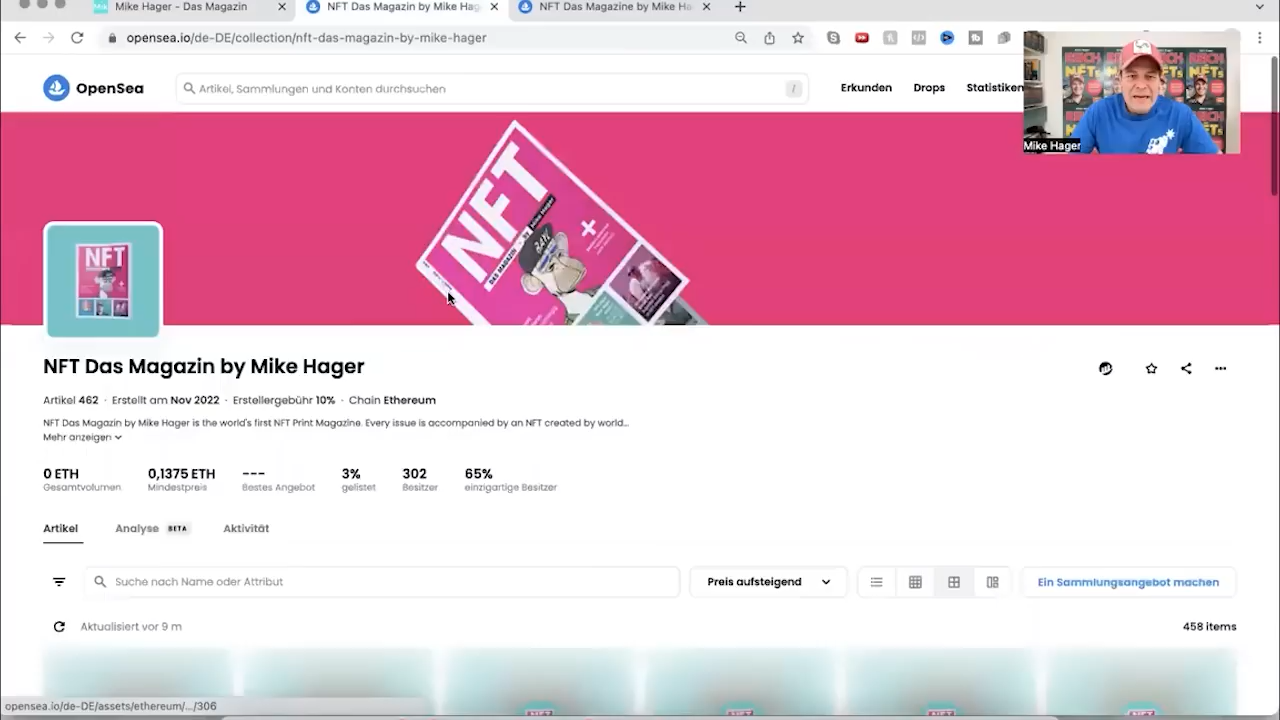 Mike Hager - Das Magazin
NFT Das Magazin by Mike Hag
NFT Das Magazine by Mike Ha
opensea.io/de-DE/collection/nft-das-magazin-by-mike-hager
OpenSea
Artikel, Sammlungen und Konten durchsuchen
/
Erkunden
Drops
Statistiken
REICH
NFTs
Mike Hager
NFT
DAS MAGAZIN
BAYC
NFT
NFT Das Magazin by Mike Hager
Artikel 462 · Erstellt am Nov 2022 · Erstellergebühr 10% · Chain Ethereum
NFT Das Magazin by Mike Hager is the world's first NFT Print Magazine. Every issue is accompanied by an NFT created by world...
Mehr anzeigen
0 ETH
Gesamtvolumen
0,1375 ETH
Mindestpreis
---
Bestes Angebot
3%
gelistet
302
Besitzer
65%
einzigartige Besitzer
Artikel
Analyse BETA
Aktivität
Suche nach Name oder Attribut
Preis aufsteigend
Ein Sammlungsangebot machen
Aktualisiert vor 9 m
458 items
opensea.io/de-DE/assets/ethereum/.../306